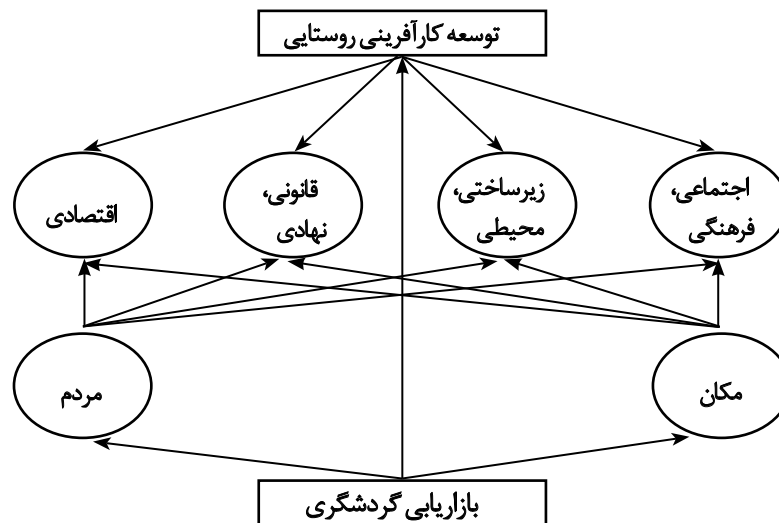 توسعه کارآفرینی روستایی
اجتماعی،
فرهنگی
زیرساختی،
محیطی
قانونی،
نهادی
اقتصادی
مکان
مردم
بازاریابی گردشگری